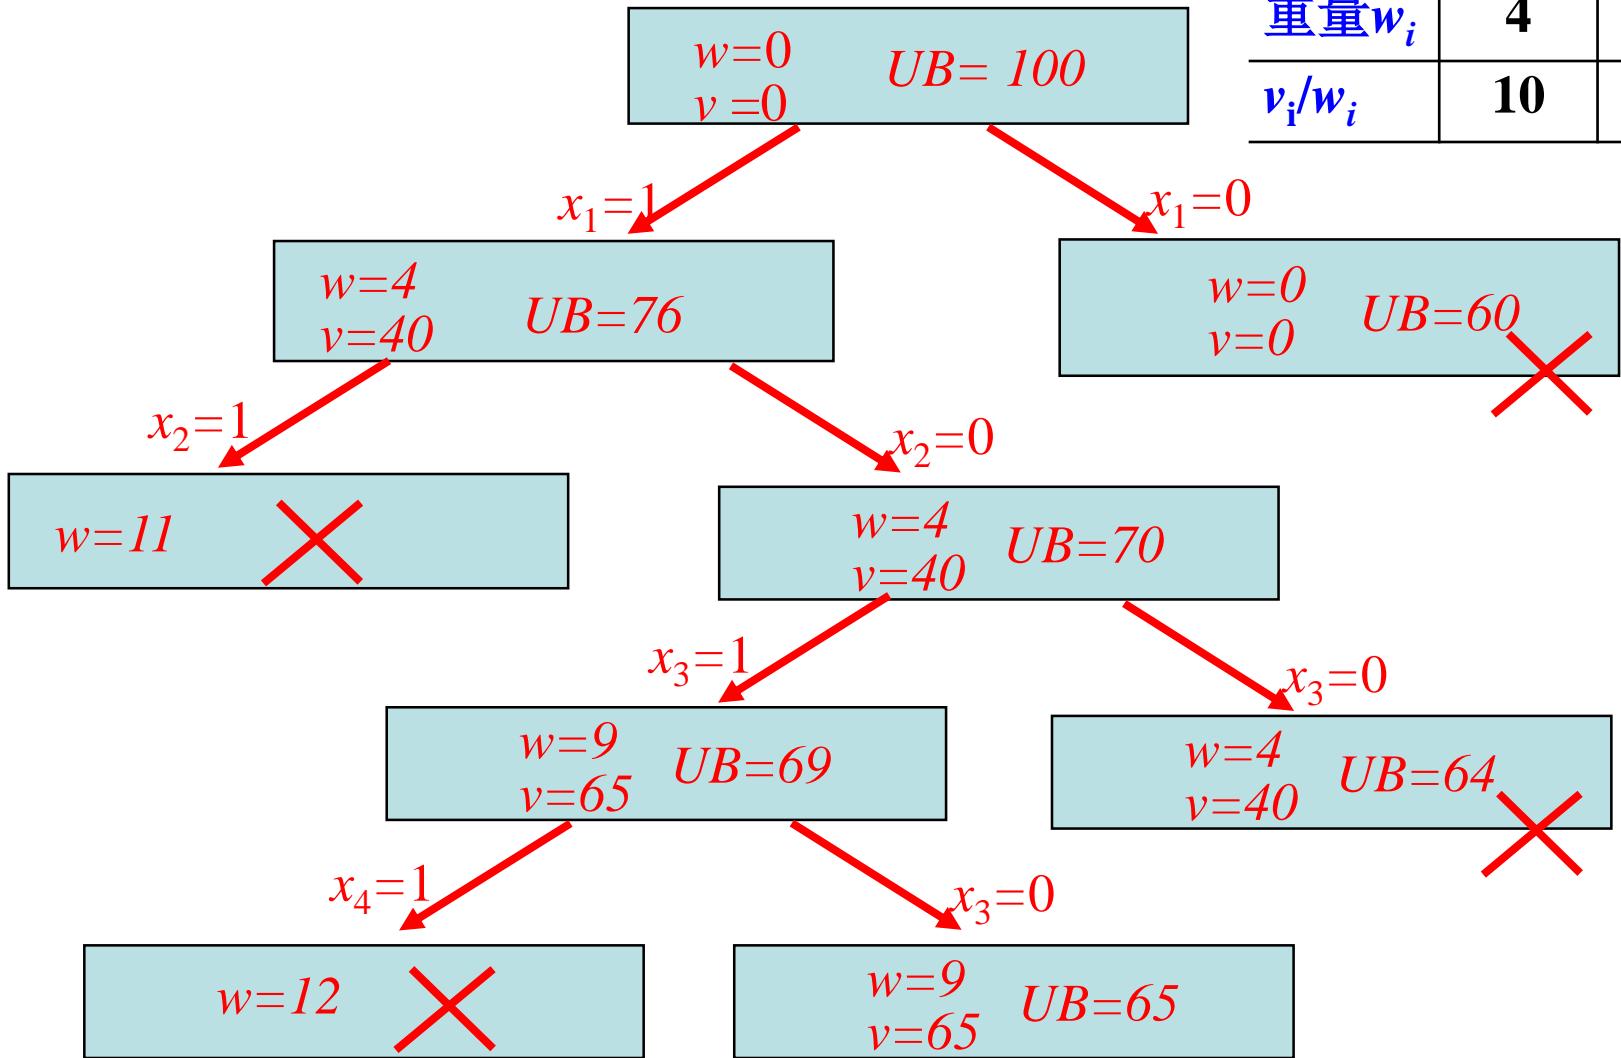 重量wᵢ 4
vᵢ/wᵢ 10
w=0
v =0
UB= 100
x₁=1
x₁=0
w=4
v=40
UB=76
w=0
v=0
UB=60
x₂=1
x₂=0
w=11
w=4
v=40
UB=70
x₃=1
x₃=0
w=9
v=65
UB=69
w=4
v=40
UB=64
x₄=1
x₃=0
w=12
w=9
v=65
UB=65